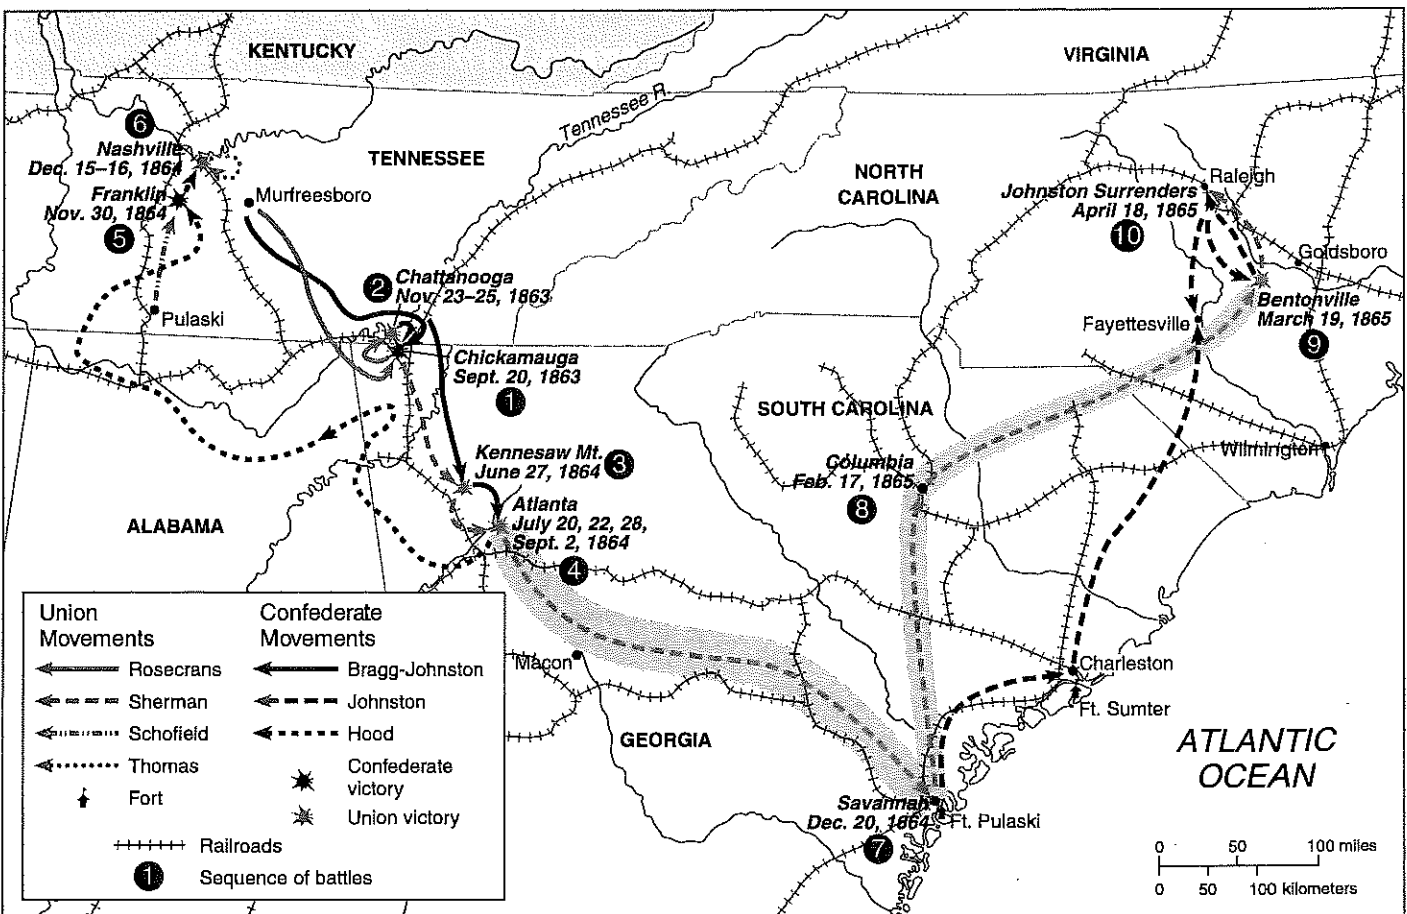 KENTUCKY
VIRGINIA
Tennessee R.
TENNESSEE
NORTH
CAROLINA
6
Nashville
Dec. 15–16, 1864
Franklin
Nov. 30, 1864
5
Murfreesboro
Pulaski
2
Chattanooga
Nov. 23–25, 1863
Chickamauga
Sept. 20, 1863
1
Kennesaw Mt.
June 27, 1864
3
Atlanta
July 20, 22, 28,
Sept. 2, 1864
4
ALABAMA
Raleigh
Johnston Surrenders
April 18, 1865
10
Goldsboro
Bentonville
March 19, 1865
9
Fayettesville
SOUTH CAROLINA
Columbia
Feb. 17, 1865
8
Wilmington
Macon
GEORGIA
Charleston
Ft. Sumter
Savannah
Dec. 20, 1864
7
Ft. Pulaski
ATLANTIC
OCEAN
0 50 100 miles
0 50 100 kilometers
Union
Movements
Rosecrans
Sherman
Schofield
Thomas
Fort
Confederate
Movements
Bragg-Johnston
Johnston
Hood
Confederate
victory
Union victory
Railroads
1 Sequence of battles